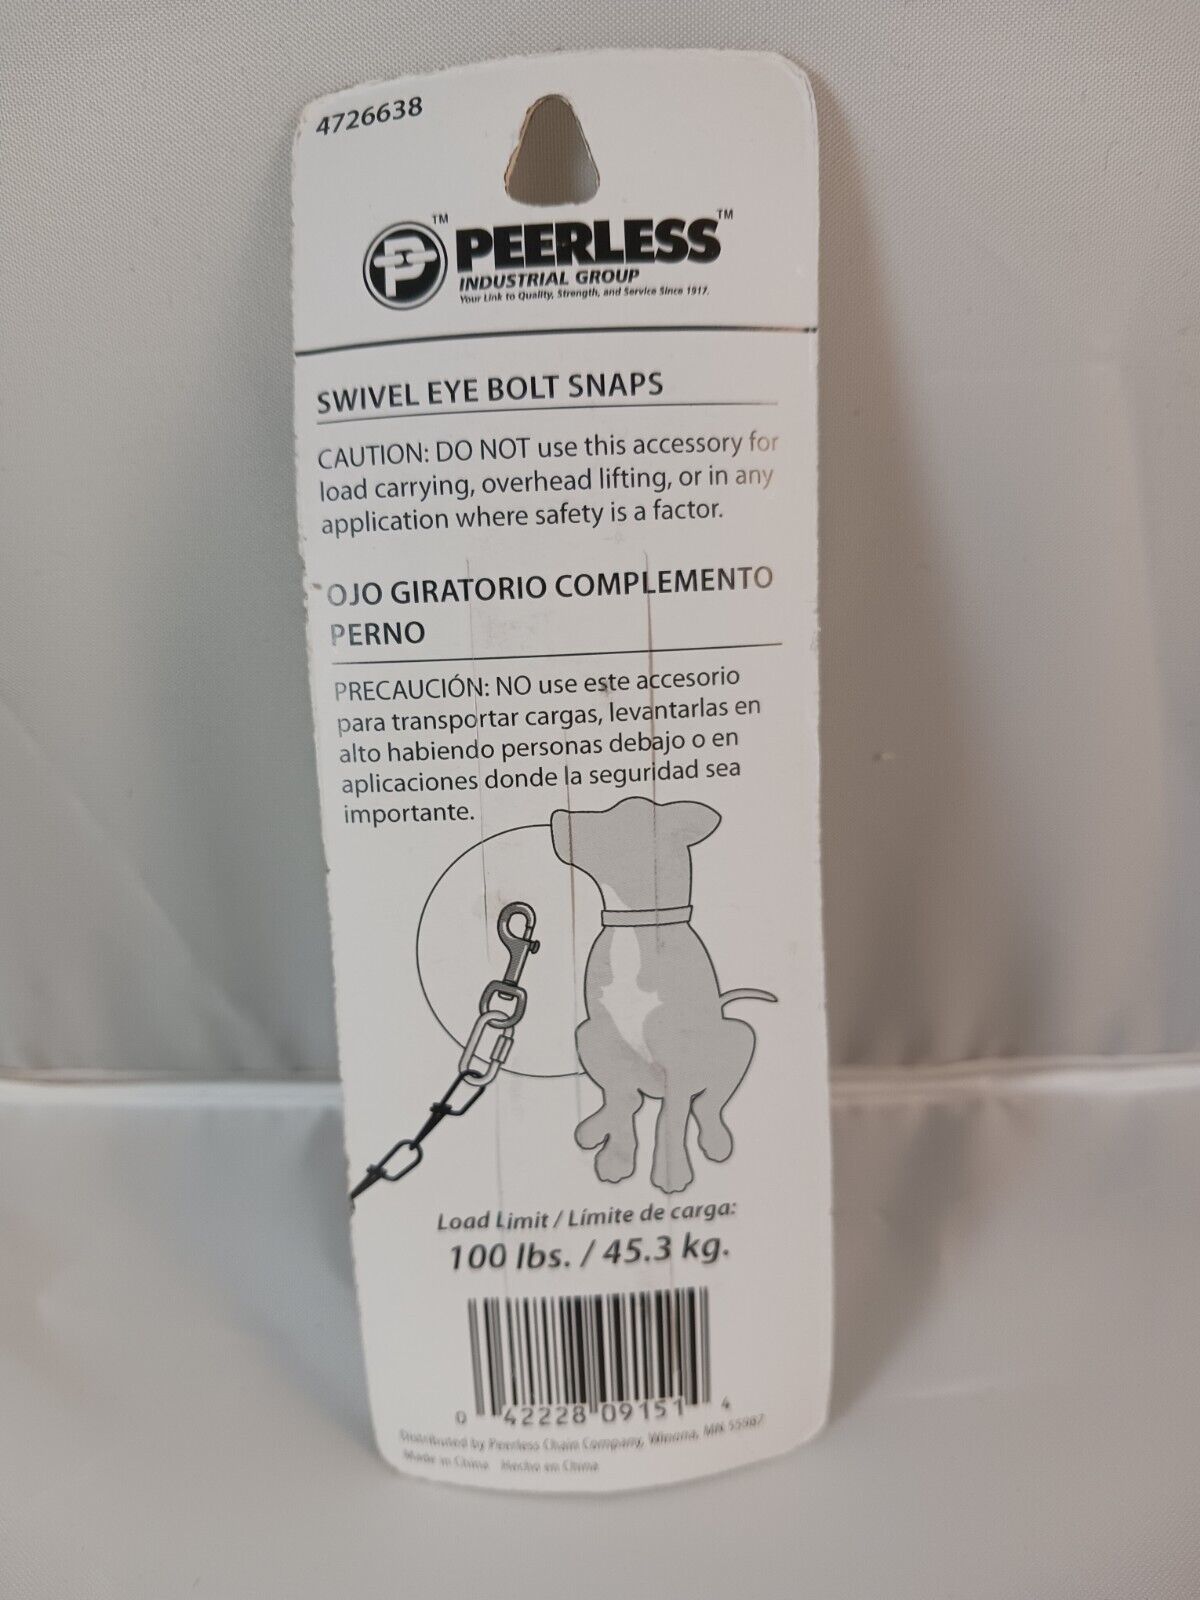 4726638
™ PEERLESS™
INDUSTRIAL GROUP
Your Link to Quality, Strength, and Service Since 1917.
SWIVEL EYE BOLT SNAPS
CAUTION: DO NOT use this accessory for
load carrying, overhead lifting, or in any
application where safety is a factor.
OJO GIRATORIO COMPLEMENTO
PERNO
PRECAUCIÓN: NO use este accesorio
para transportar cargas, levantarlas en
alto habiendo personas debajo o en
aplicaciones donde la seguridad sea
importante.
Load Limit / Límite de carga:
100 lbs. / 45.3 kg.
0 42228 09151 4
Distributed by Peerless Chain Company, Winona, MN 55987
Made in China Hecho en China